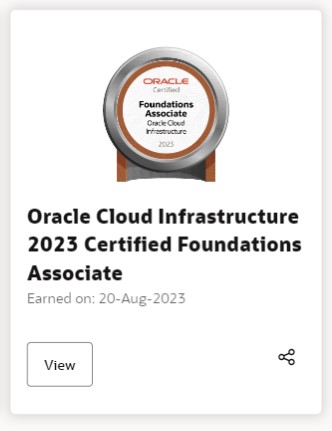 ORACLE
Certified
Foundations
Associate
Oracle Cloud
Infrastructure
2023
Oracle Cloud Infrastructure
2023 Certified Foundations
Associate
Earned on: 20-Aug-2023
View